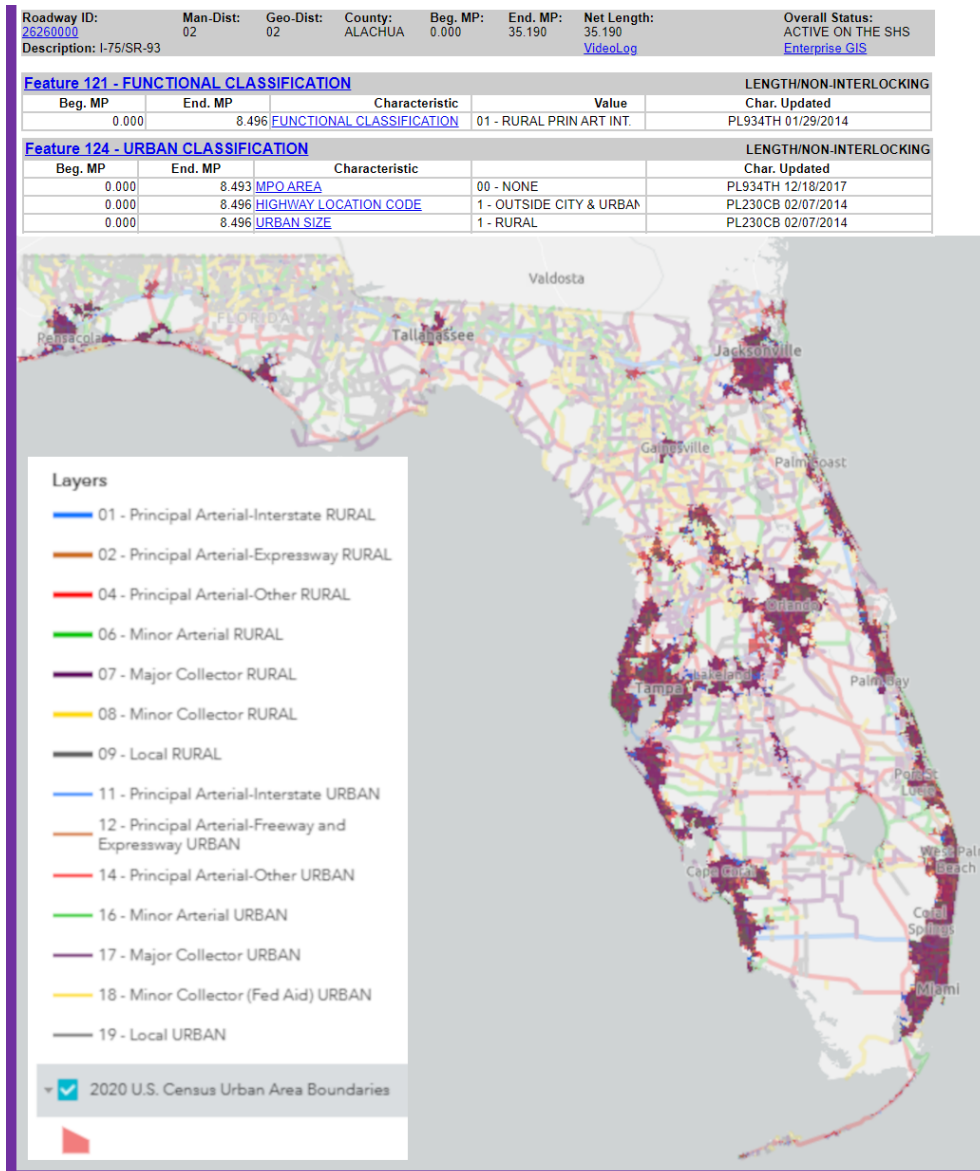 Roadway ID: Man-Dist: Geo-Dist: County: Beg. MP: End. MP: Net Length: Overall Status:
26260000 02 02 ALACHUA 0.000 35.190 35.190 ACTIVE ON THE SHS
Description: I-75/SR-93 VideoLog Enterprise GIS
Feature 121 - FUNCTIONAL CLASSIFICATION LENGTH/NON-INTERLOCKING
Beg. MP End. MP Characteristic Value Char. Updated
0.000 8.496 FUNCTIONAL CLASSIFICATION 01 - RURAL PRIN ART INT. PL934TH 01/29/2014
Feature 124 - URBAN CLASSIFICATION LENGTH/NON-INTERLOCKING
Beg. MP End. MP Characteristic Char. Updated
0.000 8.493 MPO AREA 00 - NONE PL934TH 12/18/2017
0.000 8.496 HIGHWAY LOCATION CODE 1 - OUTSIDE CITY & URBAN PL230CB 02/07/2014
0.000 8.496 URBAN SIZE 1 - RURAL PL230CB 02/07/2014
Valdosta
FLORIDA
Pensacola
Tallahassee
Jacksonville
Gainesville
Palm Coast
Orlando
Lakeland
Tampa
Palm Bay
Port St.
Lucie
West Pal
Beach
Cape Coral
Coral
Springs
Miami
Layers
01 - Principal Arterial-Interstate RURAL
02 - Principal Arterial-Expressway RURAL
04 - Principal Arterial-Other RURAL
06 - Minor Arterial RURAL
07 - Major Collector RURAL
08 - Minor Collector RURAL
09 - Local RURAL
11 - Principal Arterial-Interstate URBAN
12 - Principal Arterial-Freeway and
Expressway URBAN
14 - Principal Arterial-Other URBAN
16 - Minor Arterial URBAN
17 - Major Collector URBAN
18 - Minor Collector (Fed Aid) URBAN
19 - Local URBAN
2020 U.S. Census Urban Area Boundaries